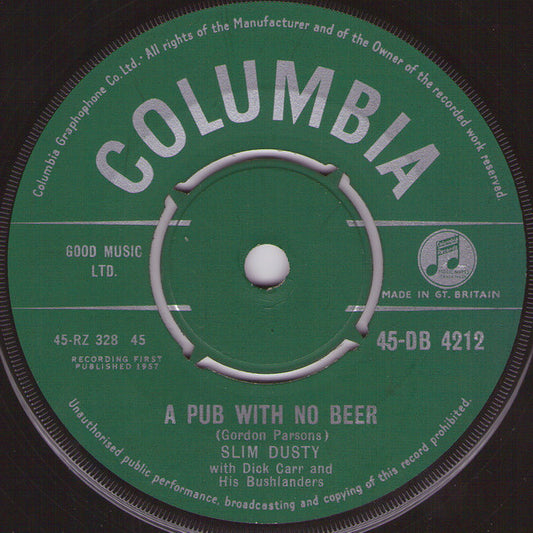 Columbia Graphophone Co. Ltd. · All rights of the Manufacturer and of the Owner of the recorded work reserved.
COLUMBIA
GOOD MUSIC
LTD.
MADE IN GT. BRITAIN
45-RZ 328 45
45-DB 4212
RECORDING FIRST
PUBLISHED 1957
A PUB WITH NO BEER
(Gordon Parsons)
SLIM DUSTY
with Dick Carr and
His Bushlanders
Unauthorised public performance, broadcasting and copying of this record prohibited.